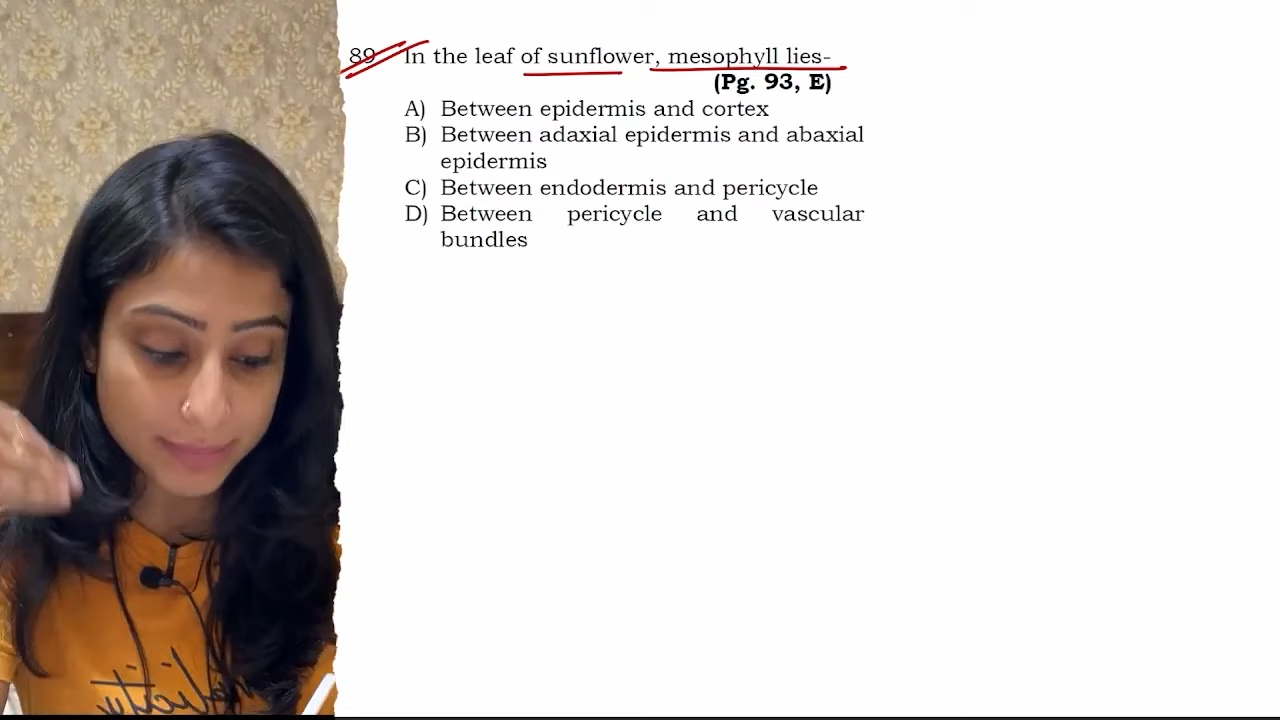 89. In the leaf of sunflower, mesophyll lies-
(Pg. 93, E)
A) Between epidermis and cortex
B) Between adaxial epidermis and abaxial
epidermis
C) Between endodermis and pericycle
D) Between pericycle and vascular
bundles